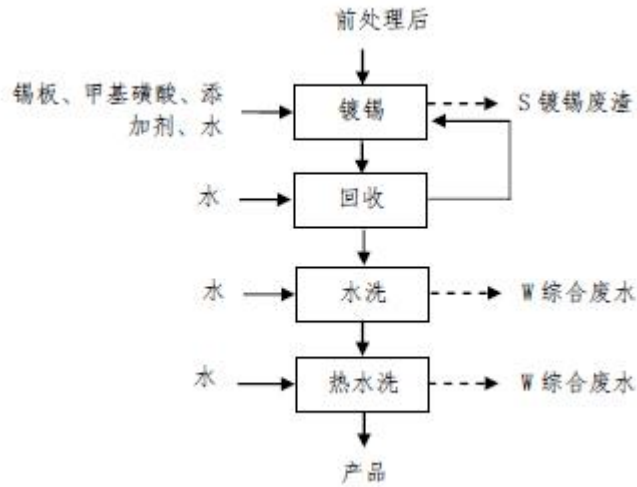 前处理后
锡板、甲基磺酸、添
加剂、水
镀锡
S 镀锡废渣
水
回收
水
水洗
W 综合废水
水
热水洗
W 综合废水
产品